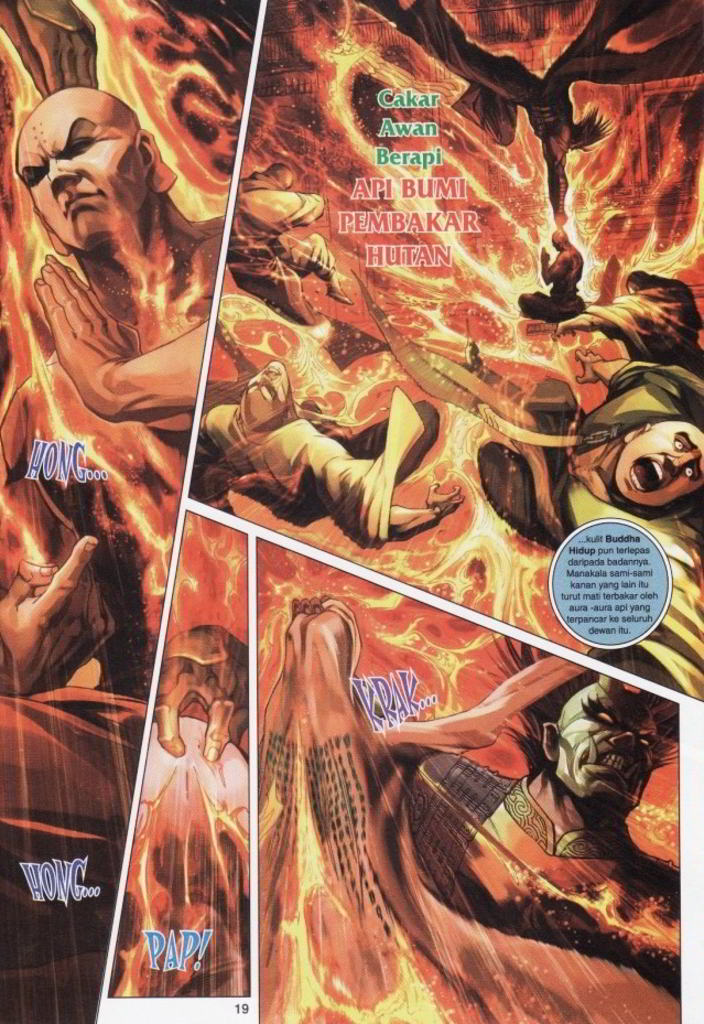 Cakar
Awan
Berapi
API BUMI
PEMBAKAR
HUTAN
HONG...
HONG...
PAP!
KRAK...
...kulit Buddha
Hidup pun terlepas
daripada badannya.
Manakala sami-sami
kanan yang lain itu
turut mati terbakar oleh
aura -aura api yang
terpancar ke seluruh
dewan itu.
19